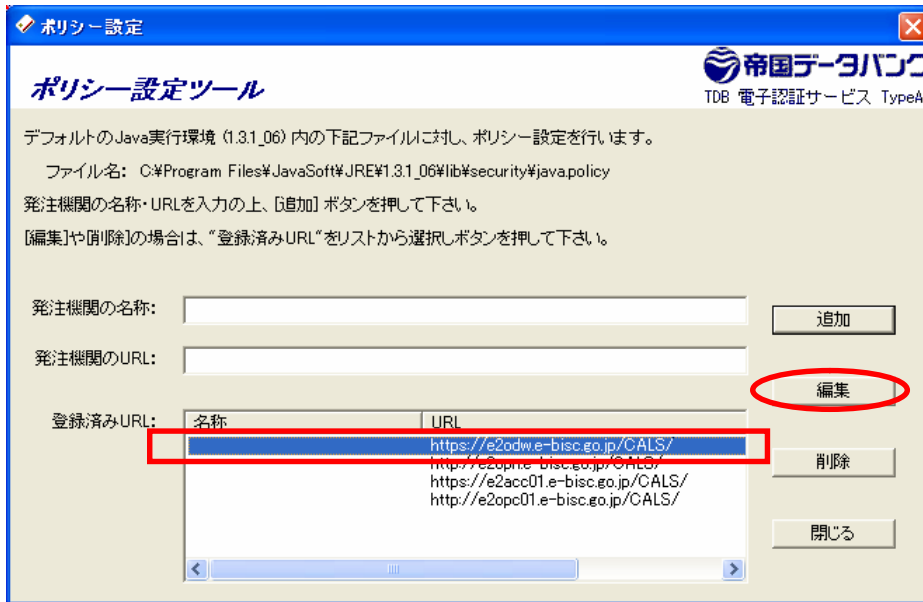 ポリシー設定
ポリシー設定ツール
帝国データバンク
TDB 電子認証サービス TypeA
デフォルトのJava実行環境 (1.3.1_06) 内の下記ファイルに対し、ポリシー設定を行います。
ファイル名: C:¥Program Files¥JavaSoft¥JRE¥1.3.1_06¥lib¥security¥java.policy
発注機関の名称・URLを入力の上、[追加] ボタンを押して下さい。
[編集]や[削除]の場合は、“登録済みURL“をリストから選択しボタンを押して下さい。
発注機関の名称:
追加
発注機関のURL:
編集
登録済みURL:
名称 URL
https://e2odw.e-bisc.go.jp/CALS/
http://e2oph.e-bisc.go.jp/CALS/
https://e2acc01.e-bisc.go.jp/CALS/
http://e2opc01.e-bisc.go.jp/CALS/
削除
閉じる